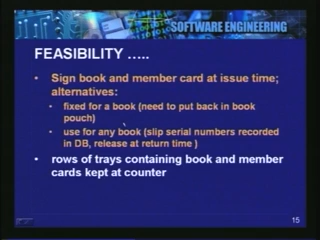 SOFTWARE ENGINEERING
FEASIBILITY …..
• Sign book and member card at issue time;
alternatives:
• fixed for a book (need to put back in book
pouch)
• use for any book (slip serial numbers recorded
in DB, release at return time )
• rows of trays containing book and member
cards kept at counter
15